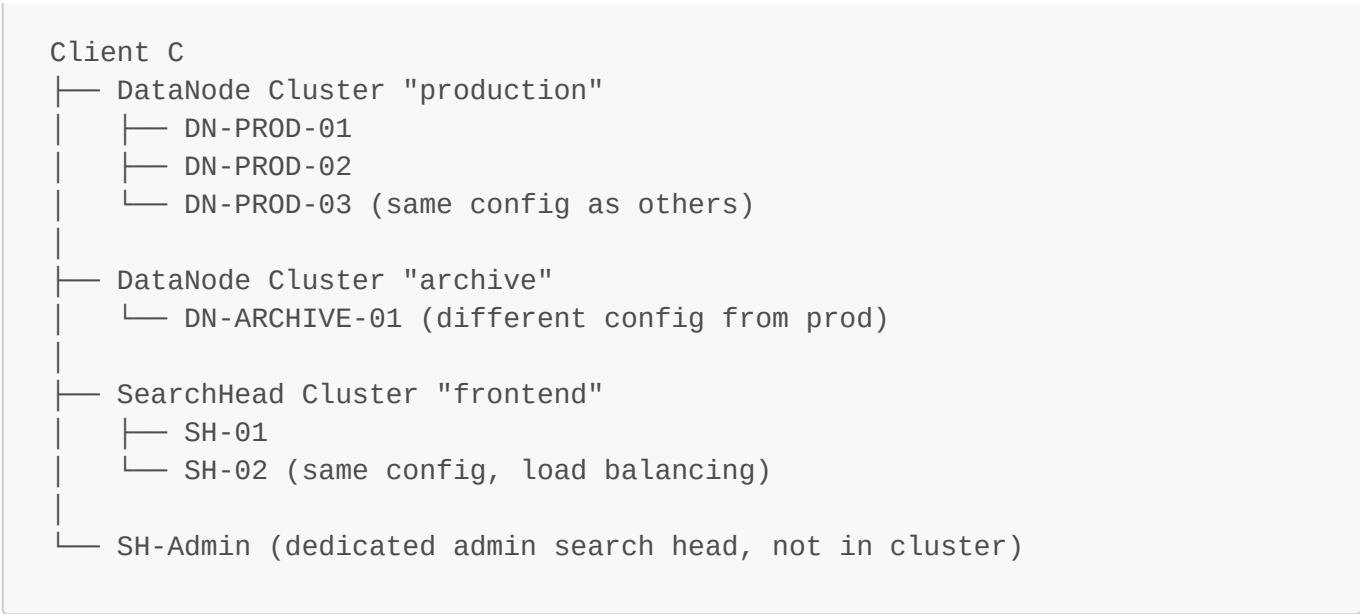 Client C
├── DataNode Cluster "production"
│   ├── DN-PROD-01
│   ├── DN-PROD-02
│   └── DN-PROD-03 (same config as others)
│
├── DataNode Cluster "archive"
│   └── DN-ARCHIVE-01 (different config from prod)
│
├── SearchHead Cluster "frontend"
│   ├── SH-01
│   └── SH-02 (same config, load balancing)
│
└── SH-Admin (dedicated admin search head, not in cluster)